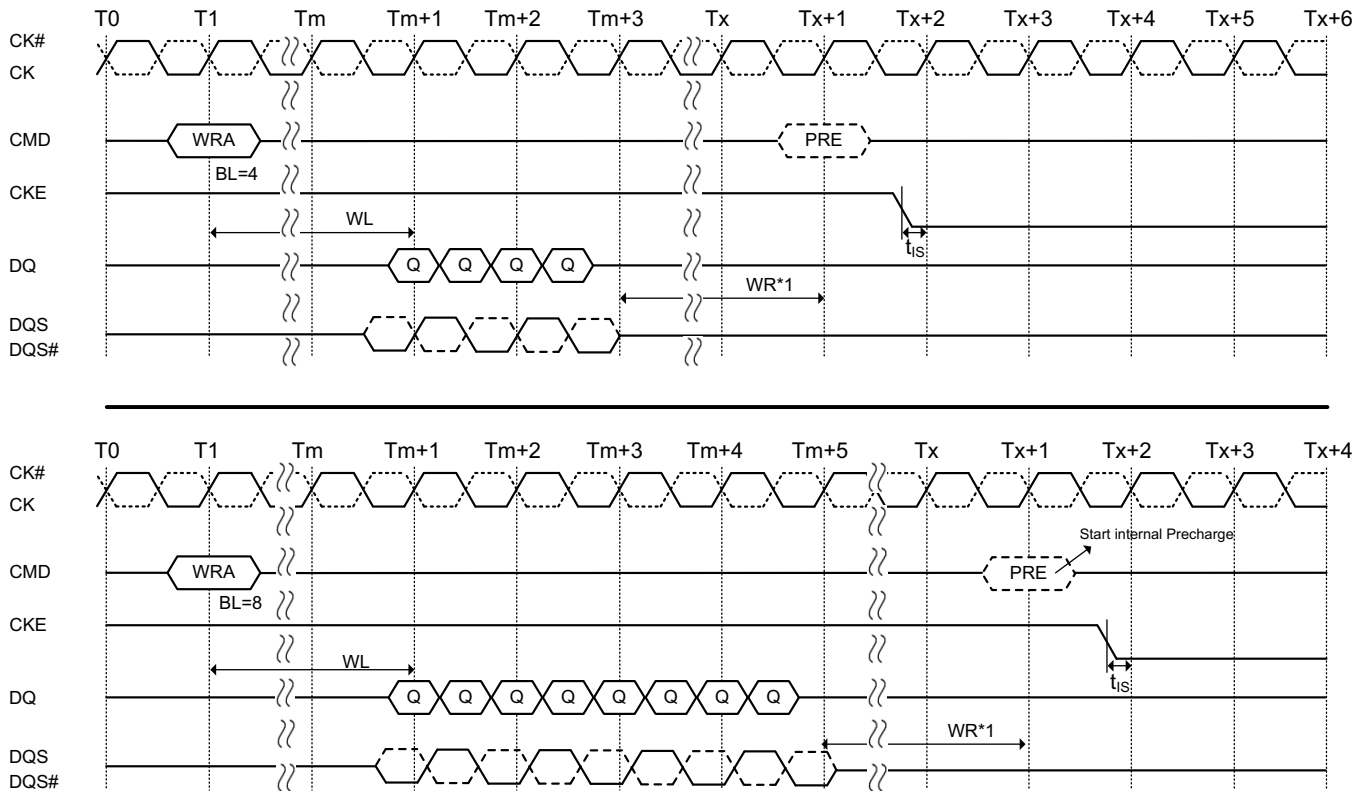 T0 T1 Tm Tm+1 Tm+2 Tm+3 Tx Tx+1 Tx+2 Tx+3 Tx+4 Tx+5 Tx+6
CK#
CK
CMD WRA PRE
BL=4
CKE
WL
tIS
DQ Q Q Q Q
WR*1
DQS
DQS#
T0 T1 Tm Tm+1 Tm+2 Tm+3 Tm+4 Tm+5 Tx Tx+1 Tx+2 Tx+3 Tx+4
CK#
CK
Start internal Precharge
CMD WRA PRE
BL=8
CKE
WL
tIS
DQ Q Q Q Q Q Q Q Q
WR*1
DQS
DQS#